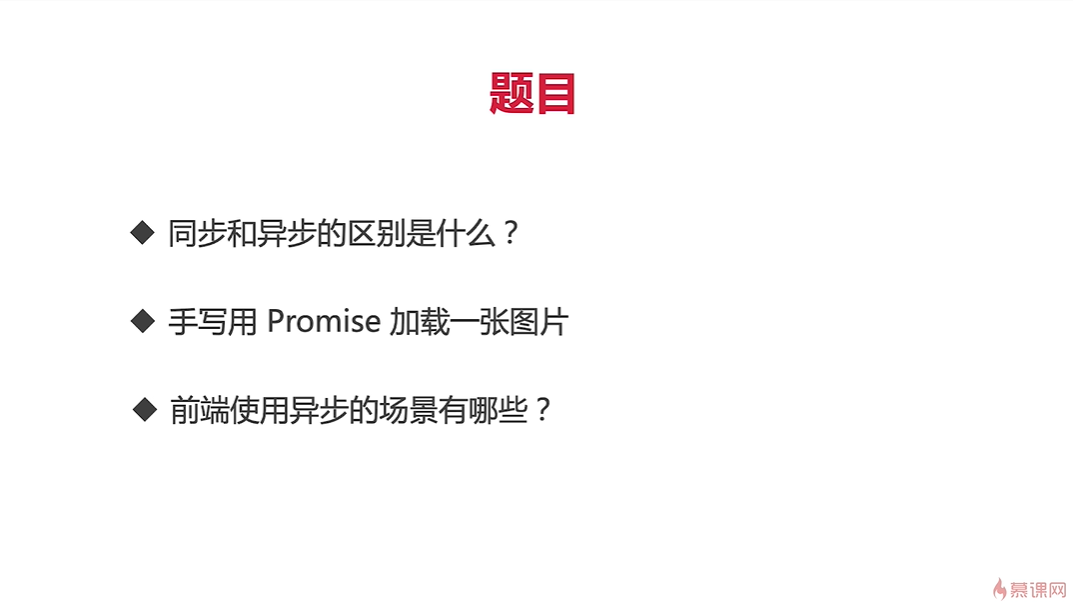 题目
◆ 同步和异步的区别是什么？
◆ 手写用 Promise 加载一张图片
◆ 前端使用异步的场景有哪些？
慕课网